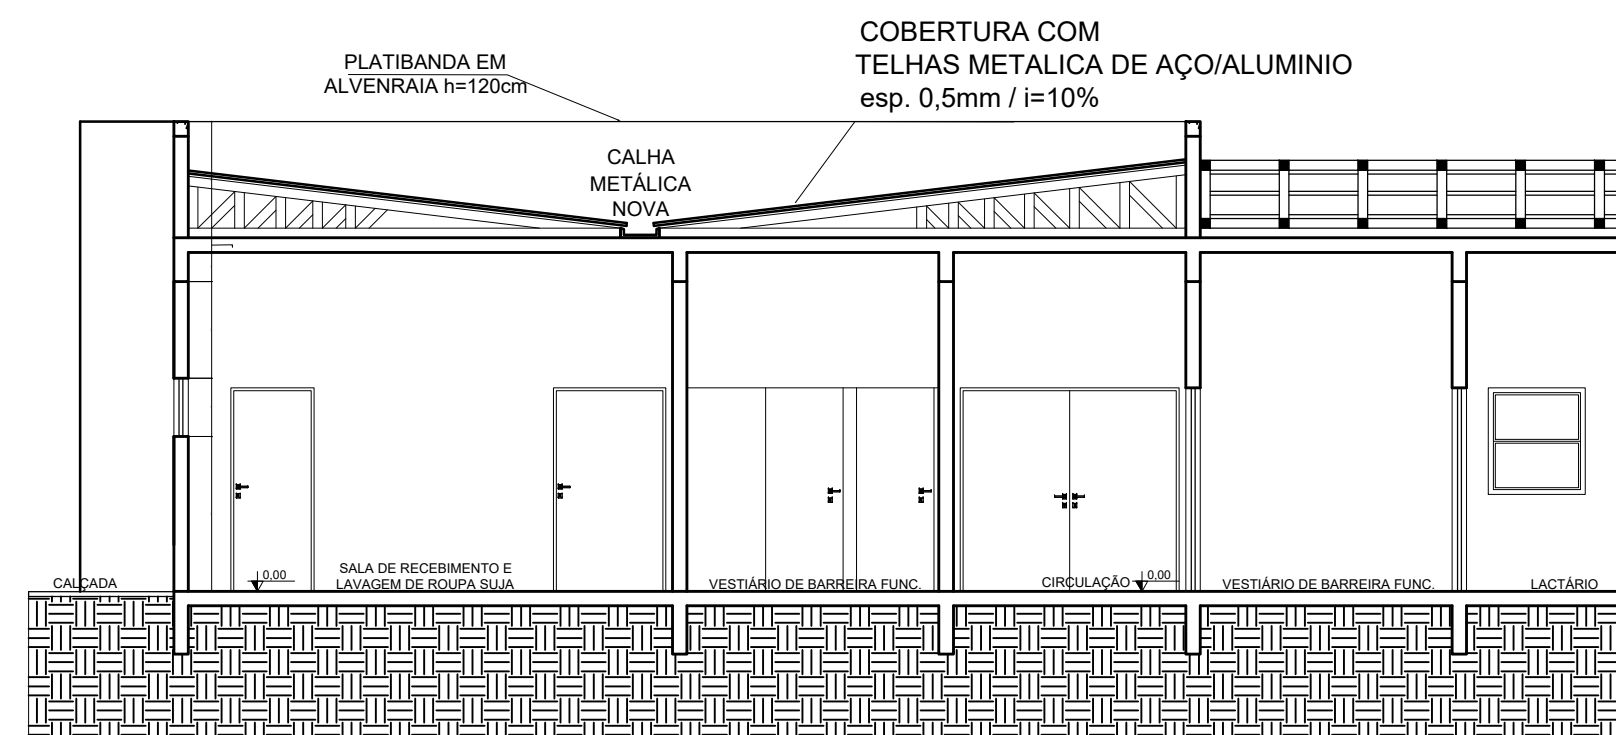 COBERTURA COM
TELHAS METALICA DE AÇO/ALUMINIO
esp. 0,5mm / i=10%
PLATIBANDA EM
ALVENRAIA h=120cm
CALHA
METÁLICA
NOVA
CALÇADA
0,00
SALA DE RECEBIMENTO E
LAVAGEM DE ROUPA SUJA
VESTIÁRIO DE BARREIRA FUNC.
CIRCULAÇÃO
0,00
VESTIÁRIO DE BARREIRA FUNC.
LACTÁRIO